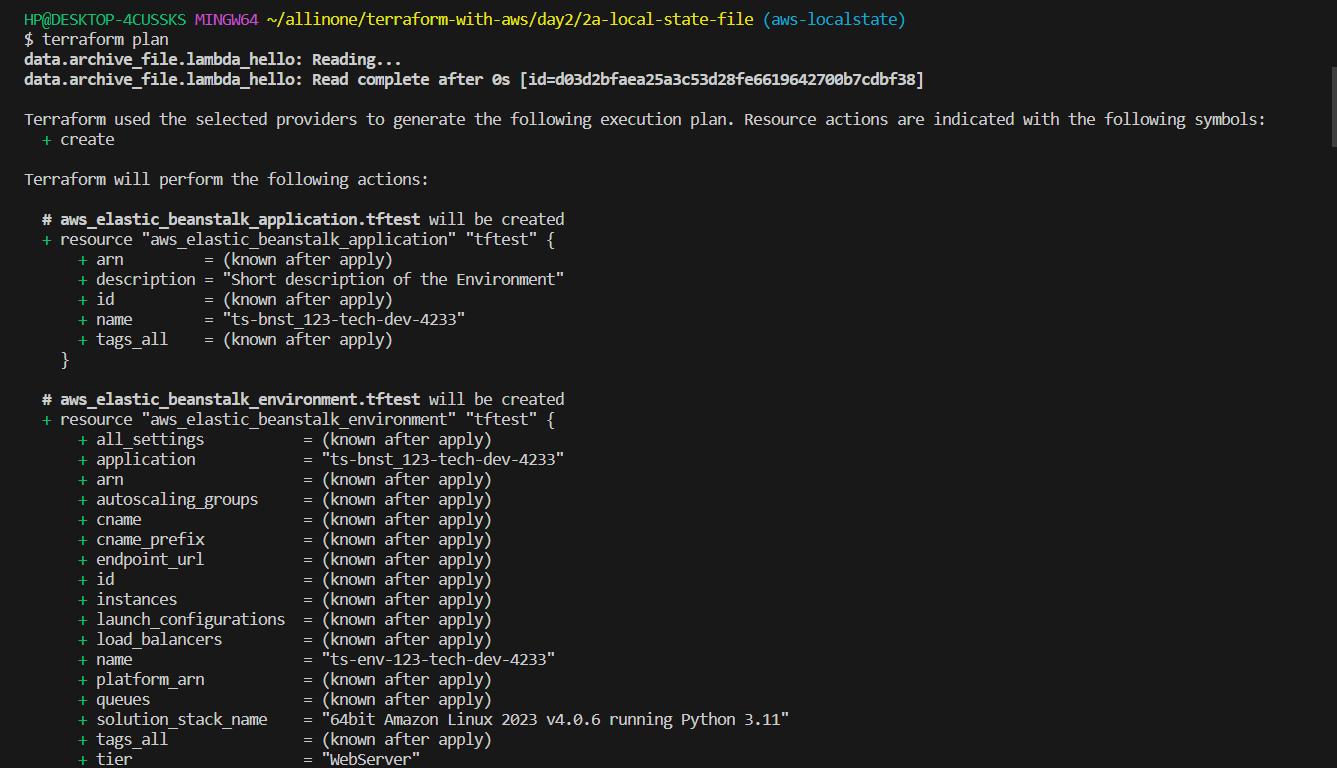 HP@DESKTOP-4CUSSKS MINGW64 ~/allinone/terraform-with-aws/day2/2a-local-state-file (aws-localstate)
$ terraform plan
data.archive_file.lambda_hello: Reading...
data.archive_file.lambda_hello: Read complete after 0s [id=d03d2bfaea25a3c53d28fe6619642700b7cdbf38]

Terraform used the selected providers to generate the following execution plan. Resource actions are indicated with the following symbols:
  + create

Terraform will perform the following actions:

  # aws_elastic_beanstalk_application.tftest will be created
  + resource "aws_elastic_beanstalk_application" "tftest" {
      + arn         = (known after apply)
      + description = "Short description of the Environment"
      + id          = (known after apply)
      + name        = "ts-bnst_123-tech-dev-4233"
      + tags_all    = (known after apply)
    }

  # aws_elastic_beanstalk_environment.tftest will be created
  + resource "aws_elastic_beanstalk_environment" "tftest" {
      + all_settings           = (known after apply)
      + application            = "ts-bnst_123-tech-dev-4233"
      + arn                    = (known after apply)
      + autoscaling_groups     = (known after apply)
      + cname                  = (known after apply)
      + cname_prefix           = (known after apply)
      + endpoint_url           = (known after apply)
      + id                     = (known after apply)
      + instances              = (known after apply)
      + launch_configurations  = (known after apply)
      + load_balancers         = (known after apply)
      + name                   = "ts-env-123-tech-dev-4233"
      + platform_arn           = (known after apply)
      + queues                 = (known after apply)
      + solution_stack_name    = "64bit Amazon Linux 2023 v4.0.6 running Python 3.11"
      + tags_all               = (known after apply)
      + tier                   = "WebServer"